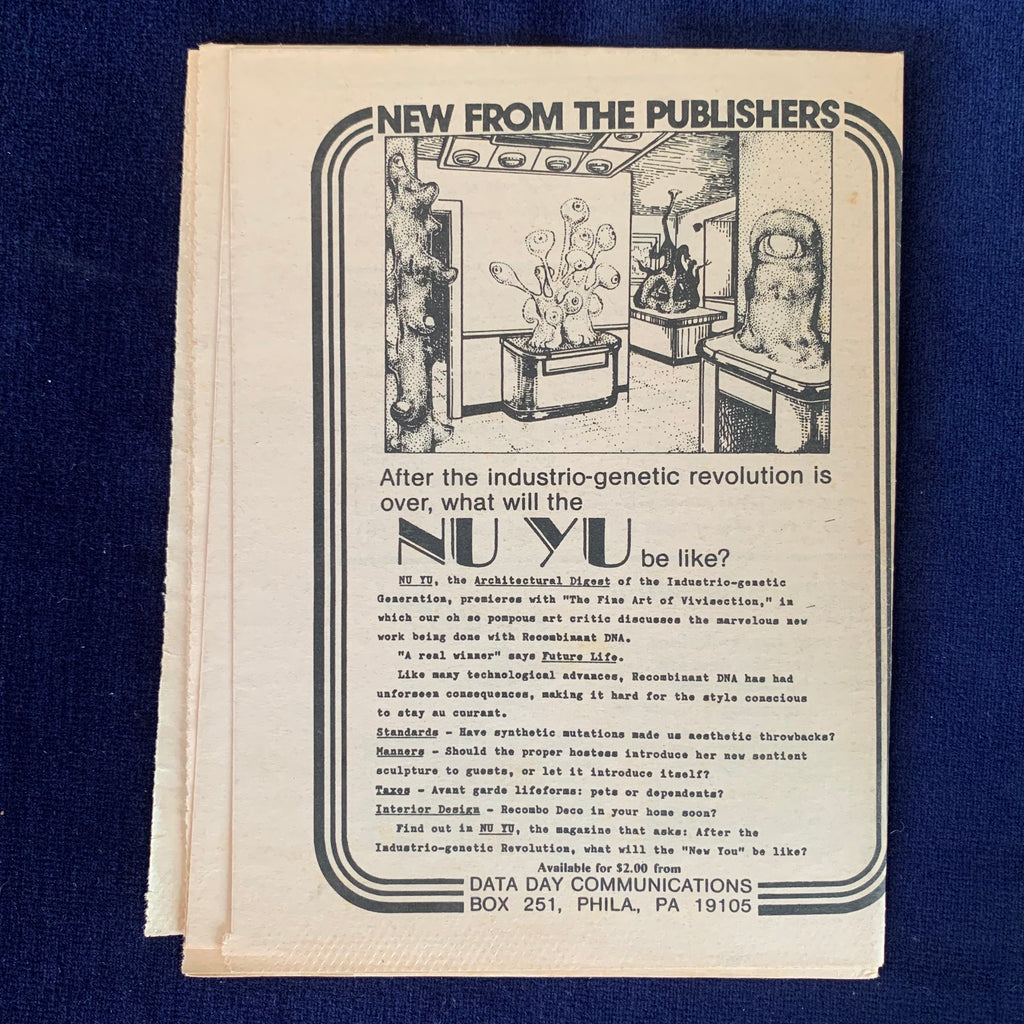 NEW FROM THE PUBLISHERS
After the industrio-genetic revolution is
over, what will the
NU YU be like?
NU YU, the Architectural Digest of the Industrio-genetic
Generation, premieres with "The Fine Art of Vivisection," in
which our oh so pompous art critic discusses the marvelous new
work being done with Recombinant DNA.
"A real winner" says Future Life.
Like many technological advances, Recombinant DNA has had
unforseen consequences, making it hard for the style conscious
to stay au courant.
Standards - Have synthetic mutations made us aesthetic throwbacks?
Manners - Should the proper hostess introduce her new sentient
sculpture to guests, or let it introduce itself?
Taxes - Avant garde lifeforms: pets or dependents?
Interior Design - Recombo Deco in your home soon?
Find out in NU YU, the magazine that asks: After the
Industrio-genetic Revolution, what will the "New You" be like?
Available for $2.00 from
DATA DAY COMMUNICATIONS
BOX 251, PHILA., PA 19105